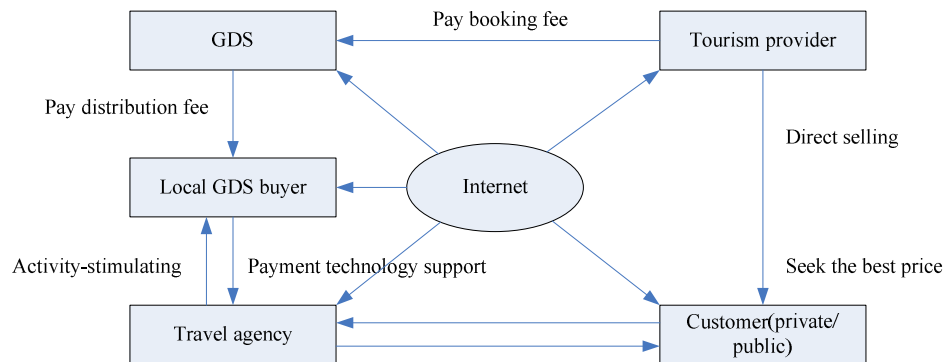 Pay booking fee
GDS
Tourism provider
Pay distribution fee
Direct selling
Local GDS buyer
Internet
Activity-stimulating
Payment technology support
Seek the best price
Travel agency
Customer(private/
public)